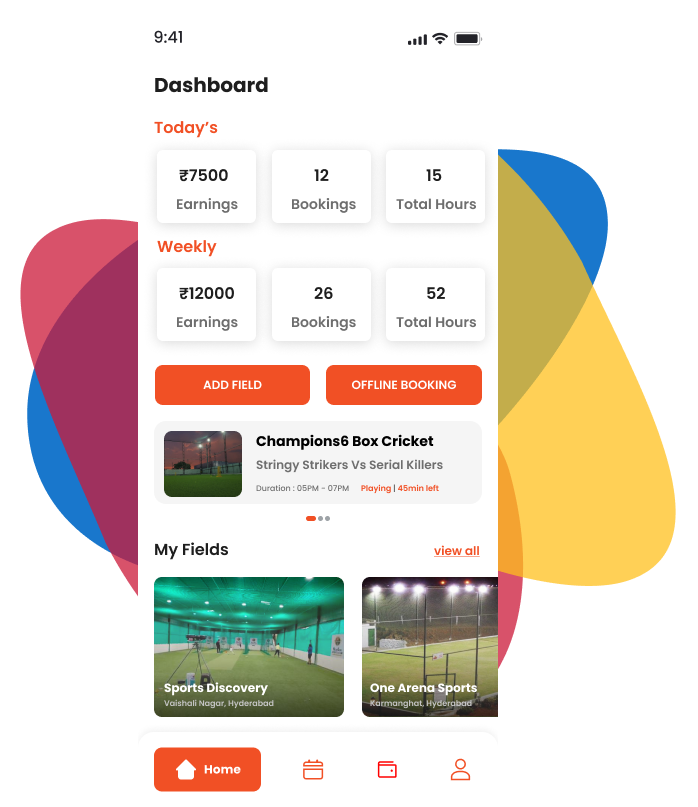 9:41
Dashboard
Today's
₹7500 12 15
Earnings Bookings Total Hours
Weekly
₹12000 26 52
Earnings Bookings Total Hours
ADD FIELD OFFLINE BOOKING
Champions6 Box Cricket
Stringy Strikers Vs Serial Killers
Duration : 05PM - 07PM Playing | 45min left
My Fields view all
Sports Discovery One Arena Sports
Vaishali Nagar, Hyderabad Karmanghat, Hyderabad
Home